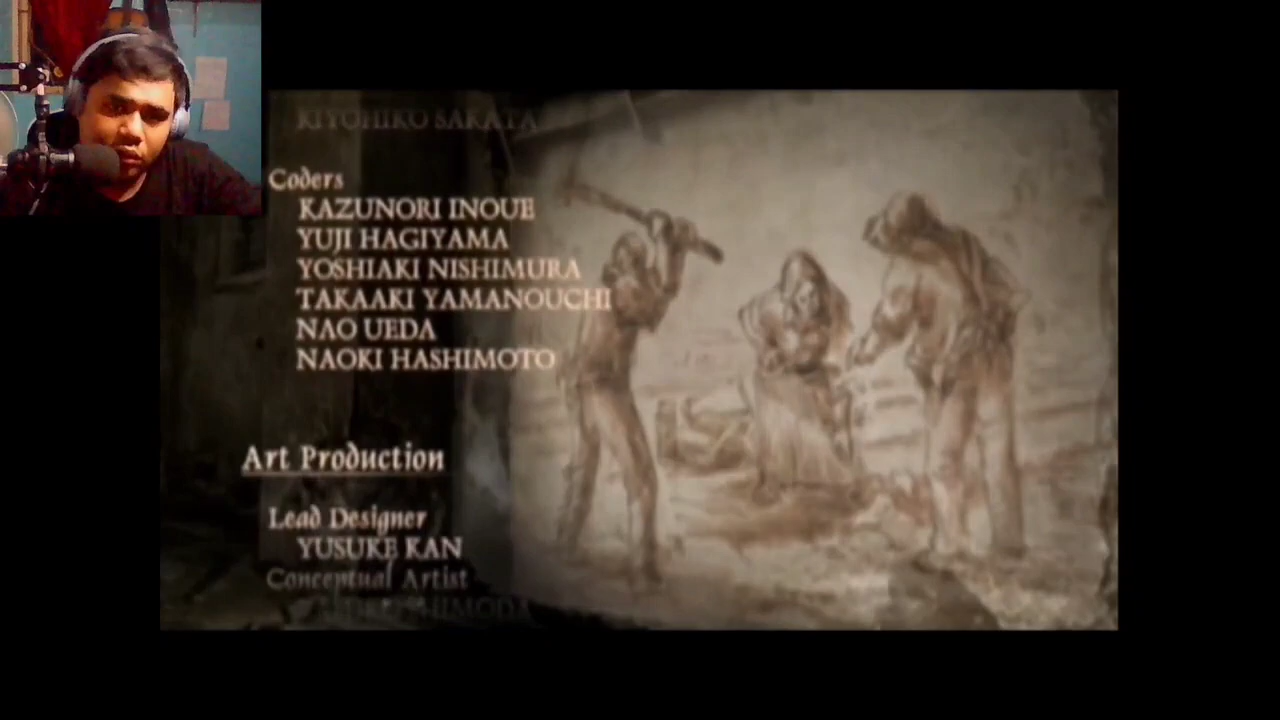 KIYOHIKO SAKATA
Coders
KAZUNORI INOUE
YUJI HAGIYAMA
YOSHIAKI NISHIMURA
TAKAAKI YAMANOUCHI
NAO UEDA
NAOKI HASHIMOTO
Art Production
Lead Designer
YUSUKE KAN
Conceptual Artist
SHIMODA